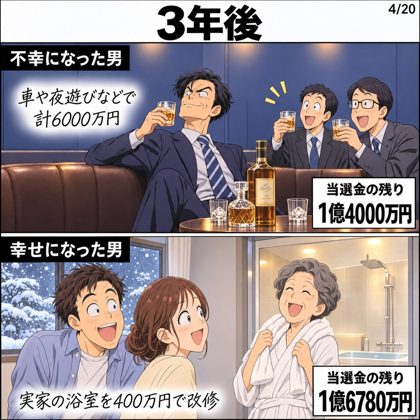 3年後
4/20
不幸になった男
車や夜遊びなどで
計6000万円
当選金の残り
1億4000万円
幸せになった男
実家の浴室を400万円で改修
当選金の残り
1億6780万円